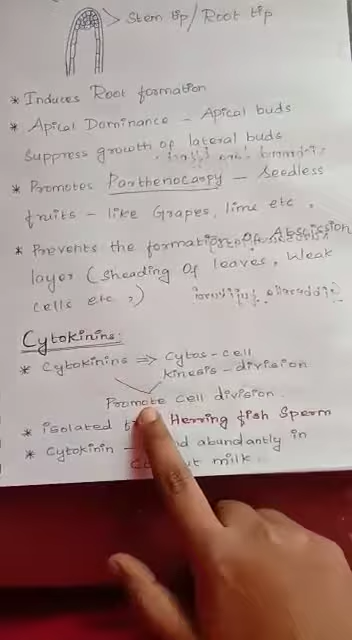 Stem tip/Root tip
* Induces Root formation
* Apical Dominance - Apical buds
Suppress growth of lateral buds
* Promotes Parthenocarpy - Seedless
fruits - like Grapes, lime etc,
* Prevents the formation of Abscission
layer (Sheading of leaves, Weak
cells etc,)
Cytokinins:
* Cytokinins ⇒ Cytos-cell
kinesis-division
Promote cell division.
* isolated Herring fish Sperm
* Cytokinin - abundantly in
milk.